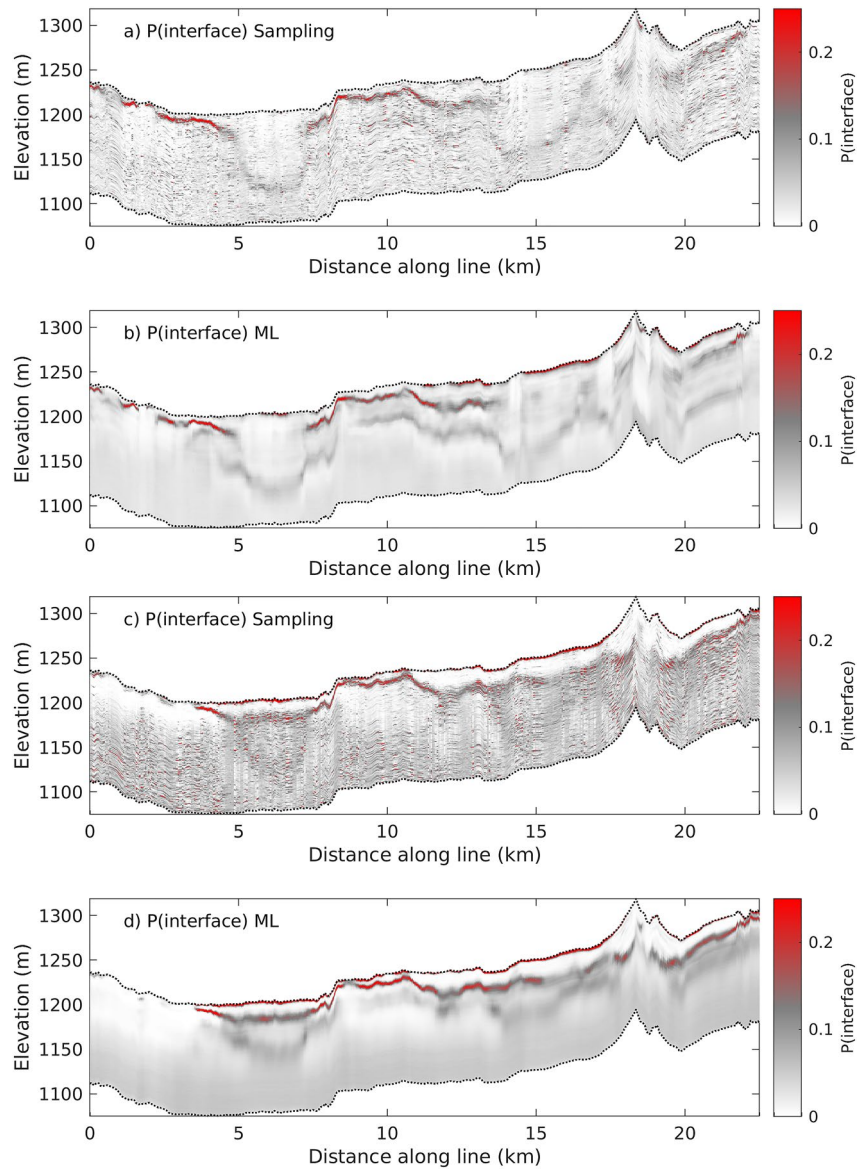 a) P(interface) Sampling
1300
1250
1200
1150
1100
Elevation (m)
0 5 10 15 20
Distance along line (km)
0.2
0.1
0
P(interface)
b) P(interface) ML
1300
1250
1200
1150
1100
Elevation (m)
0 5 10 15 20
Distance along line (km)
0.2
0.1
0
P(interface)
c) P(interface) Sampling
1300
1250
1200
1150
1100
Elevation (m)
0 5 10 15 20
Distance along line (km)
0.2
0.1
0
P(interface)
d) P(interface) ML
1300
1250
1200
1150
1100
Elevation (m)
0 5 10 15 20
Distance along line (km)
0.2
0.1
0
P(interface)